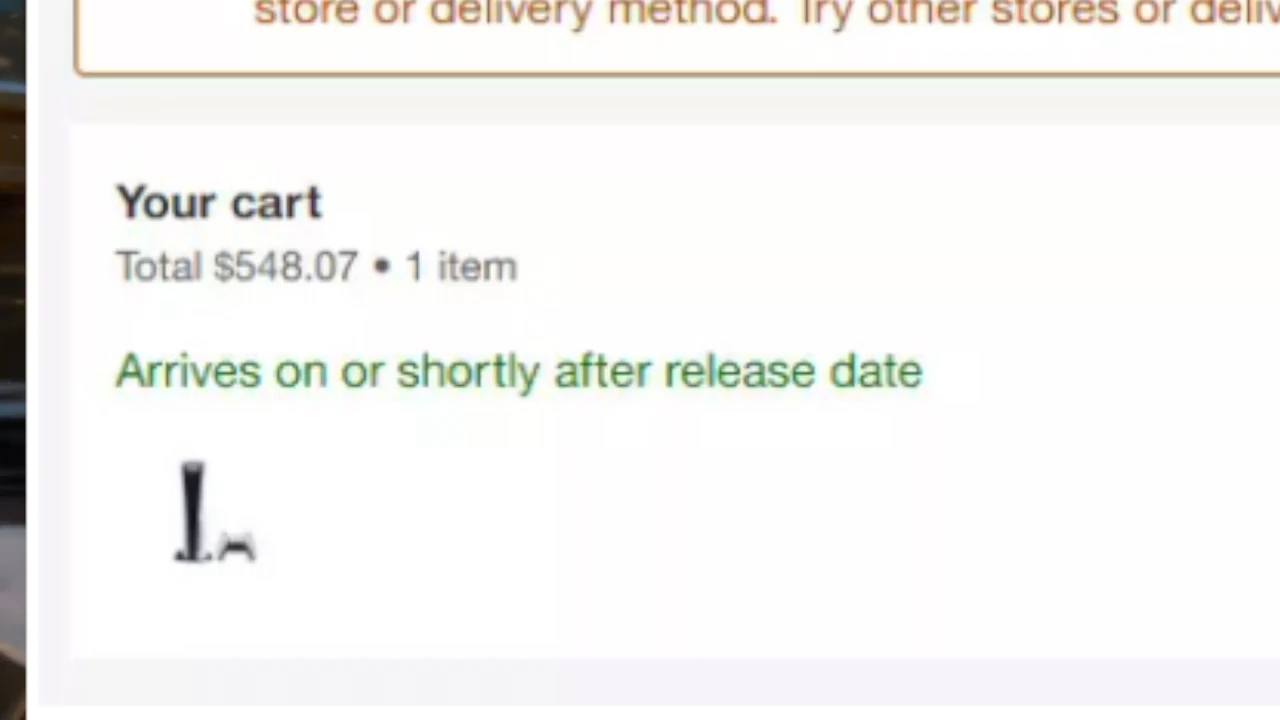 store or delivery method. Try other stores or deliv
Your cart
Total $548.07 • 1 item
Arrives on or shortly after release date